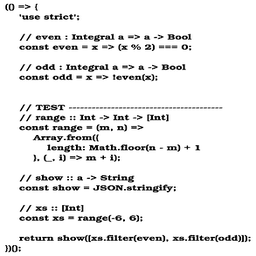 (() => {
    'use strict';

    // even : Integral a => a -> Bool
    const even = x => (x % 2) === 0;

    // odd : Integral a => a -> Bool
    const odd = x => !even(x);


    // TEST ----------------------------------------
    // range :: Int -> Int -> [Int]
    const range = (m, n) =>
        Array.from({
            length: Math.floor(n - m) + 1
        }, (_, i) => m + i);

    // show :: a -> String
    const show = JSON.stringify;

    // xs :: [Int]
    const xs = range(-6, 6);

    return show([xs.filter(even), xs.filter(odd)]);
})();